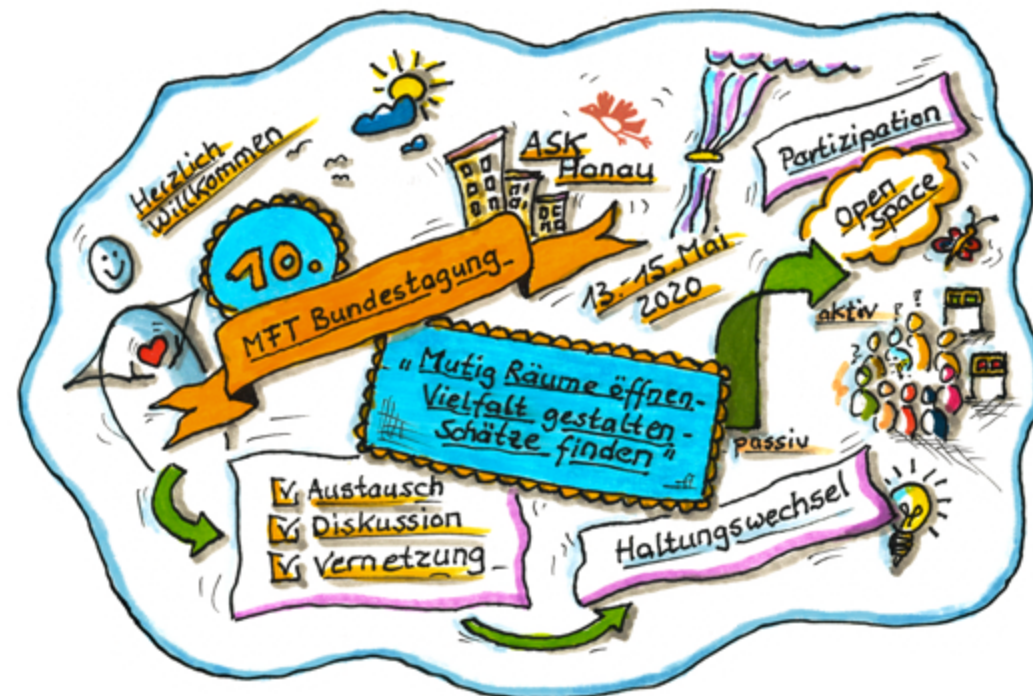 Herzlich
Willkommen
10.
MFT Bundestagung
ASK
Hanau
13.-15. Mai
2020
"Mutig Räume öffnen-
Vielfalt gestalten-
Schätze finden"
Austausch
Diskussion
Vernetzung
Haltungswechsel
passiv
aktiv
Open
Space
Partizipation